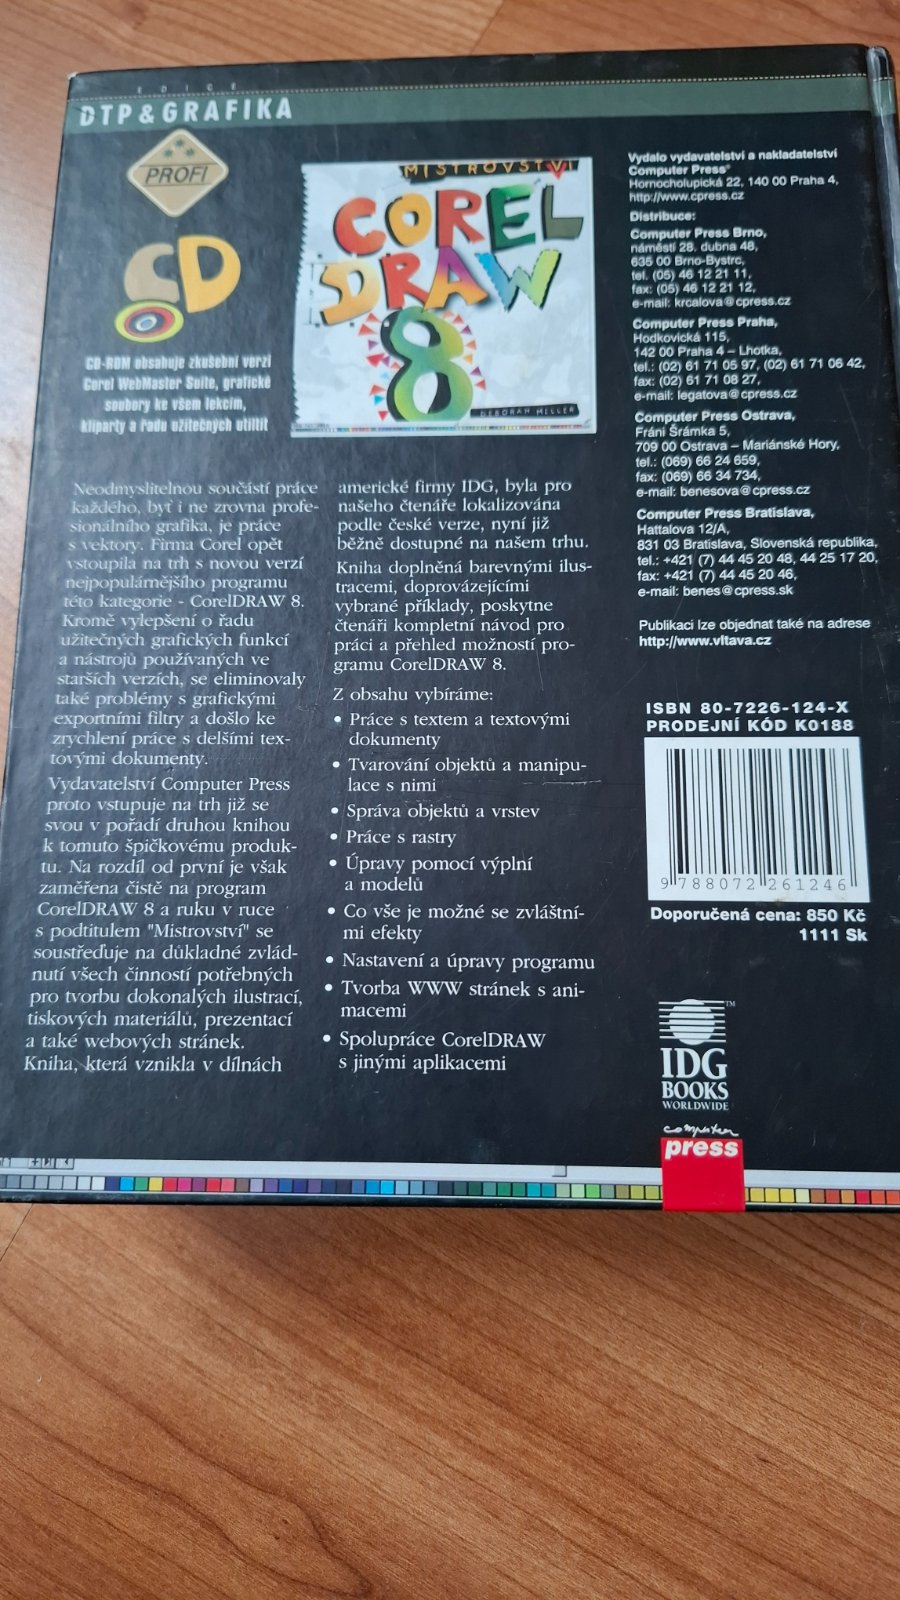 EDICE
DTP & GRAFIKA
PROFI
CD
CD-ROM obsahuje zkušební verzi
Corel WebMaster Suite, grafické
soubory ke všem lekcím,
kliparty a řadu užitečných utilit
MISTROVSTVÍ
COREL
DRAW
8
DEBORAH MILLER
Neodmyslitelnou součástí práce
každého, byť i ne zrovna profe-
sionálního grafika, je práce
s vektory. Firma Corel opět
vstoupila na trh s novou verzí
nejpopulárnějšího programu
této kategorie - CorelDRAW 8.
Kromě vylepšení o řadu
užitečných grafických funkcí
a nástrojů používaných ve
starších verzích, se eliminovaly
také problémy s grafickými
exportními filtry a došlo ke
zrychlení práce s delšími tex-
tovými dokumenty.
Vydavatelství Computer Press
proto vstupuje na trh již se
svou v pořadí druhou knihou
k tomuto špičkovému produk-
tu. Na rozdíl od první je však
zaměřena čistě na program
CorelDRAW 8 a ruku v ruce
s podtitulem "Mistrovství" se
soustřeďuje na důkladné zvlád-
nutí všech činností potřebných
pro tvorbu dokonalých ilustrací,
tiskových materiálů, prezentací
a také webových stránek.
Kniha, která vznikla v dílnách
americké firmy IDG, byla pro
našeho čtenáře lokalizována
podle české verze, nyní již
běžně dostupné na našem trhu.
Kniha doplněná barevnými ilus-
tracemi, doprovázejícími
vybrané příklady, poskytne
čtenáři kompletní návod pro
práci a přehled možností pro-
gramu CorelDRAW 8.
Z obsahu vybíráme:
• Práce s textem a textovými
dokumenty
• Tvarování objektů a manipu-
lace s nimi
• Správa objektů a vrstev
• Práce s rastry
• Úpravy pomocí výplní
a modelů
• Co vše je možné se zvláštní-
mi efekty
• Nastavení a úpravy programu
• Tvorba WWW stránek s ani-
macemi
• Spolupráce CorelDRAW
s jinými aplikacemi
Vydalo vydavatelství a nakladatelství
Computer Press®
Hornocholupická 22, 140 00 Praha 4,
http://www.cpress.cz
Distribuce:
Computer Press Brno,
náměstí 28. dubna 48,
635 00 Brno-Bystrc,
tel. (05) 46 12 21 11,
fax: (05) 46 12 21 12,
e-mail: krcalova@cpress.cz
Computer Press Praha,
Hodkovická 115,
142 00 Praha 4 – Lhotka,
tel.: (02) 61 71 05 97, (02) 61 71 06 42,
fax: (02) 61 71 08 27,
e-mail: legatova@cpress.cz
Computer Press Ostrava,
Fráni Šrámka 5,
709 00 Ostrava – Mariánské Hory,
tel.: (069) 66 24 659,
fax: (069) 66 34 734,
e-mail: benesova@cpress.cz
Computer Press Bratislava,
Hattalova 12/A,
831 03 Bratislava, Slovenská republika,
tel.: +421 (7) 44 45 20 48, 44 25 17 20,
fax: +421 (7) 44 45 20 46,
e-mail: benes@cpress.sk
Publikaci lze objednat také na adrese
http://www.vltava.cz
ISBN 80-7226-124-X
PRODEJNÍ KÓD K0188
9 788072 261246
Doporučená cena: 850 Kč
1111 Sk
TM
IDG
BOOKS
WORLDWIDE
computer
press